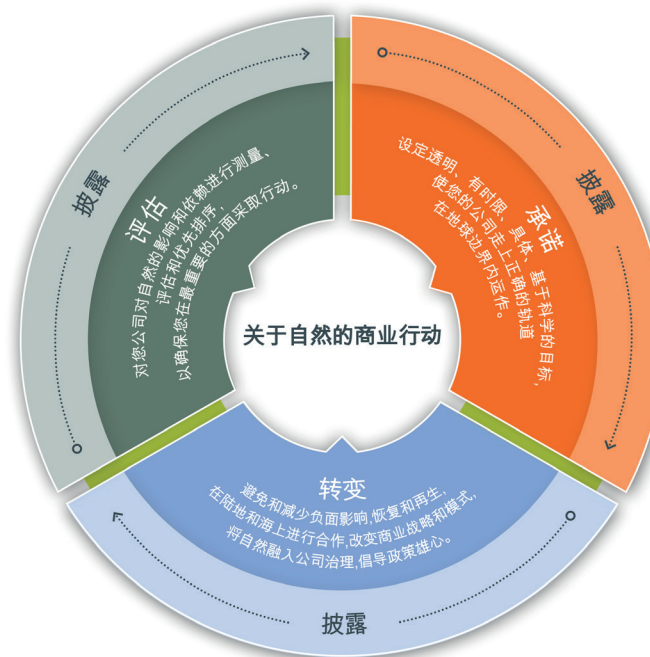 披露
评估
对您公司对自然的影响和依赖进行测量、
评估和优先排序，
以确保您在最重要的方面采取行动。
披露
承诺
设定透明、有时限、具体、基于科学的目标，
使您的公司走上正确的轨道
在地球边界内运作。
关于自然的商业行动
转变
避免和减少负面影响,恢复和再生,
在陆地和海上进行合作,改变商业战略和模式,
将自然融入公司治理,倡导政策雄心。
披露